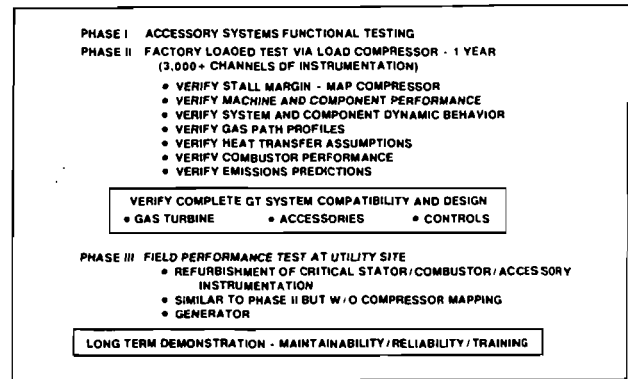 PHASE I ACCESSORY SYSTEMS FUNCTIONAL TESTING
PHASE II FACTORY LOADED TEST VIA LOAD COMPRESSOR - 1 YEAR
(3,000+ CHANNELS OF INSTRUMENTATION)
• VERIFY STALL MARGIN - MAP COMPRESSOR
• VERIFY MACHINE AND COMPONENT PERFORMANCE
• VERIFY SYSTEM AND COMPONENT DYNAMIC BEHAVIOR
• VERIFY GAS PATH PROFILES
• VERIFY HEAT TRANSFER ASSUMPTIONS
• VERIFY COMBUSTOR PERFORMANCE
• VERIFY EMISSIONS PREDICTIONS
VERIFY COMPLETE GT SYSTEM COMPATIBILITY AND DESIGN
• GAS TURBINE • ACCESSORIES • CONTROLS
PHASE III FIELD PERFORMANCE TEST AT UTILITY SITE
• REFURBISHMENT OF CRITICAL STATOR/COMBUSTOR/ACCESSORY
INSTRUMENTATION
• SIMILAR TO PHASE II BUT W/O COMPRESSOR MAPPING
• GENERATOR
LONG TERM DEMONSTRATION - MAINTAINABILITY/RELIABILITY/TRAINING